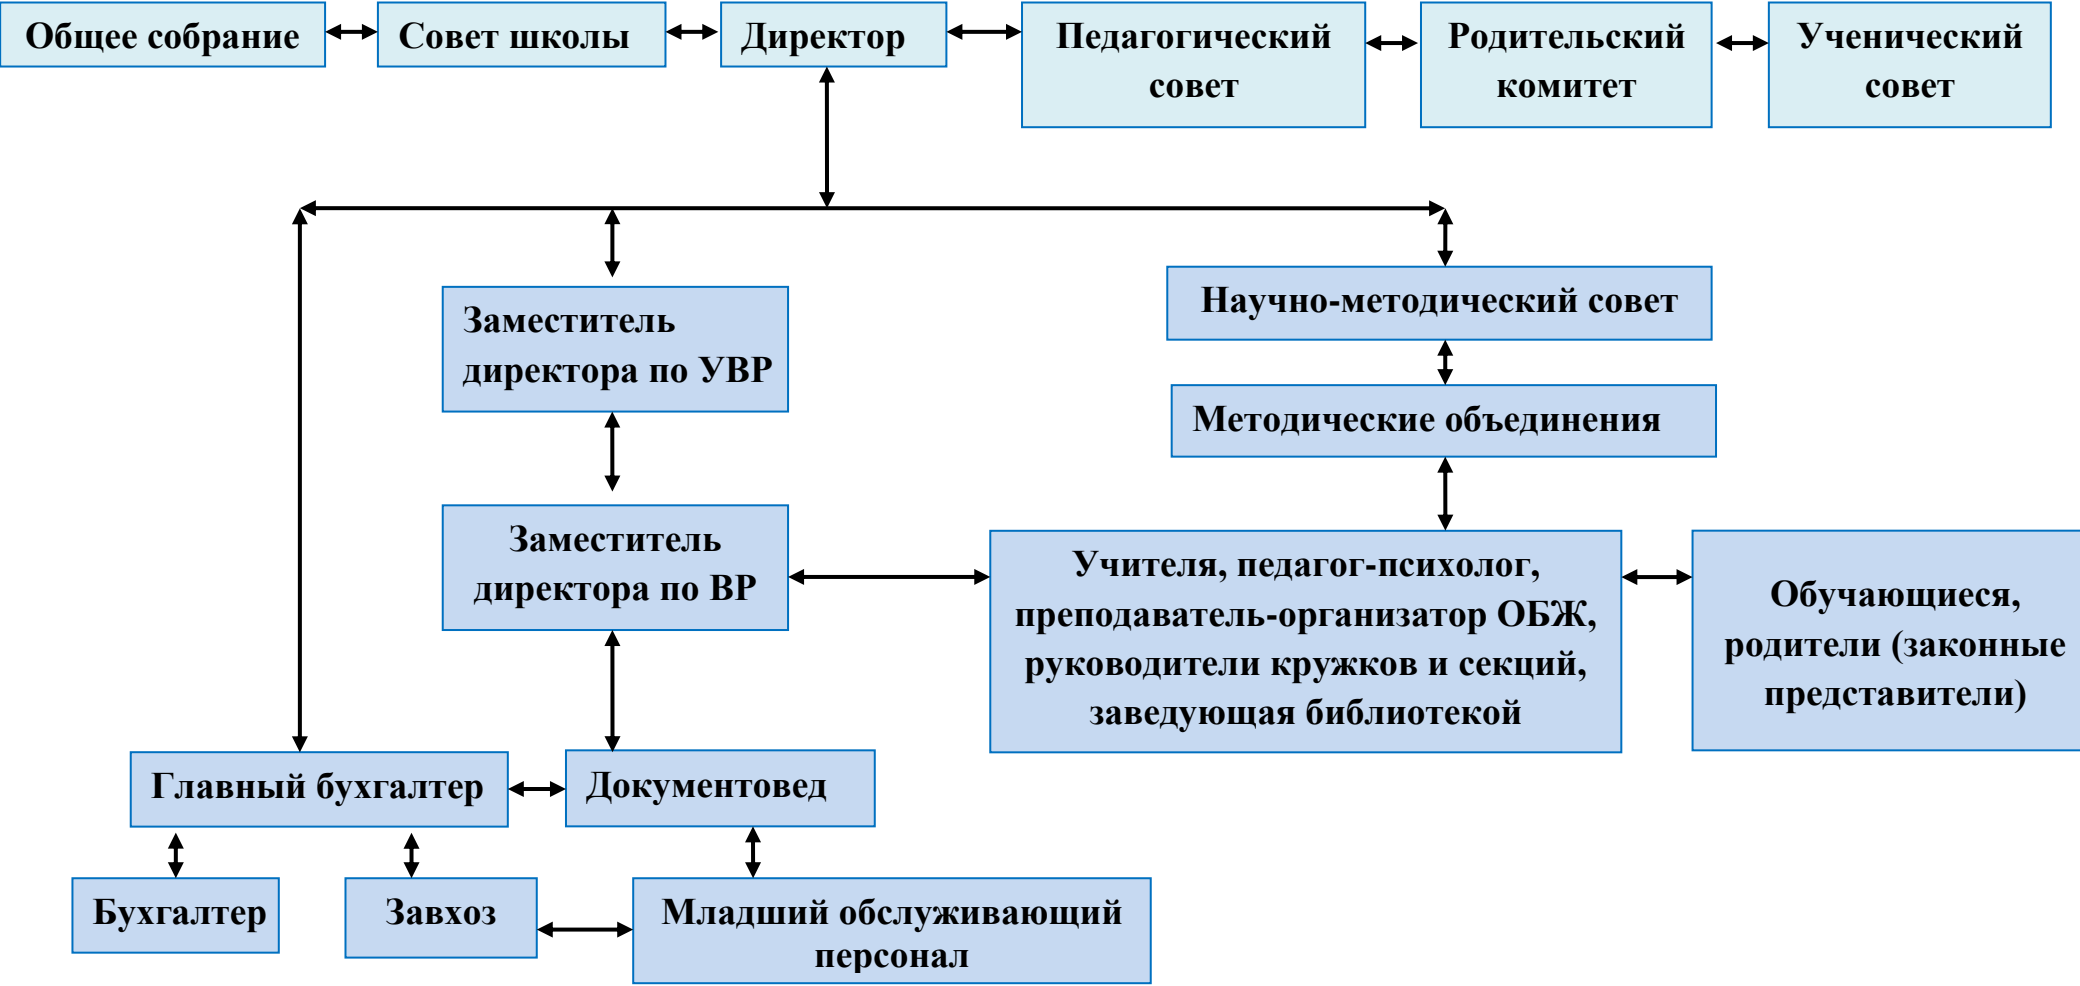 Общее собрание
Совет школы
Директор
Педагогический
совет
Родительский
комитет
Ученический
совет
Заместитель
директора по УВР
Научно-методический совет
Методические объединения
Заместитель
директора по ВР
Учителя, педагог-психолог,
преподаватель-организатор ОБЖ,
руководители кружков и секций,
заведующая библиотекой
Обучающиеся,
родители (законные
представители)
Главный бухгалтер
Документовед
Бухгалтер
Завхоз
Младший обслуживающий
персонал